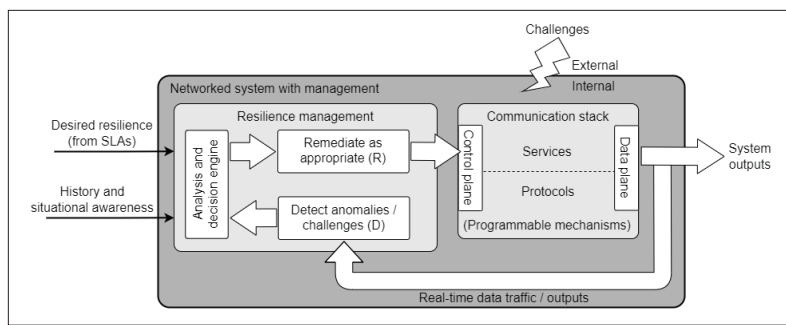 Challenges
External
Internal
Networked system with management
Resilience management
Communication stack
Desired resilience
(from SLAs)
History and
situational awareness
Analysis and
decision engine
Remediate as
appropriate (R)
Detect anomalies /
challenges (D)
Control plane
Services
Protocols
Data plane
(Programmable mechanisms)
System
outputs
Real-time data traffic / outputs